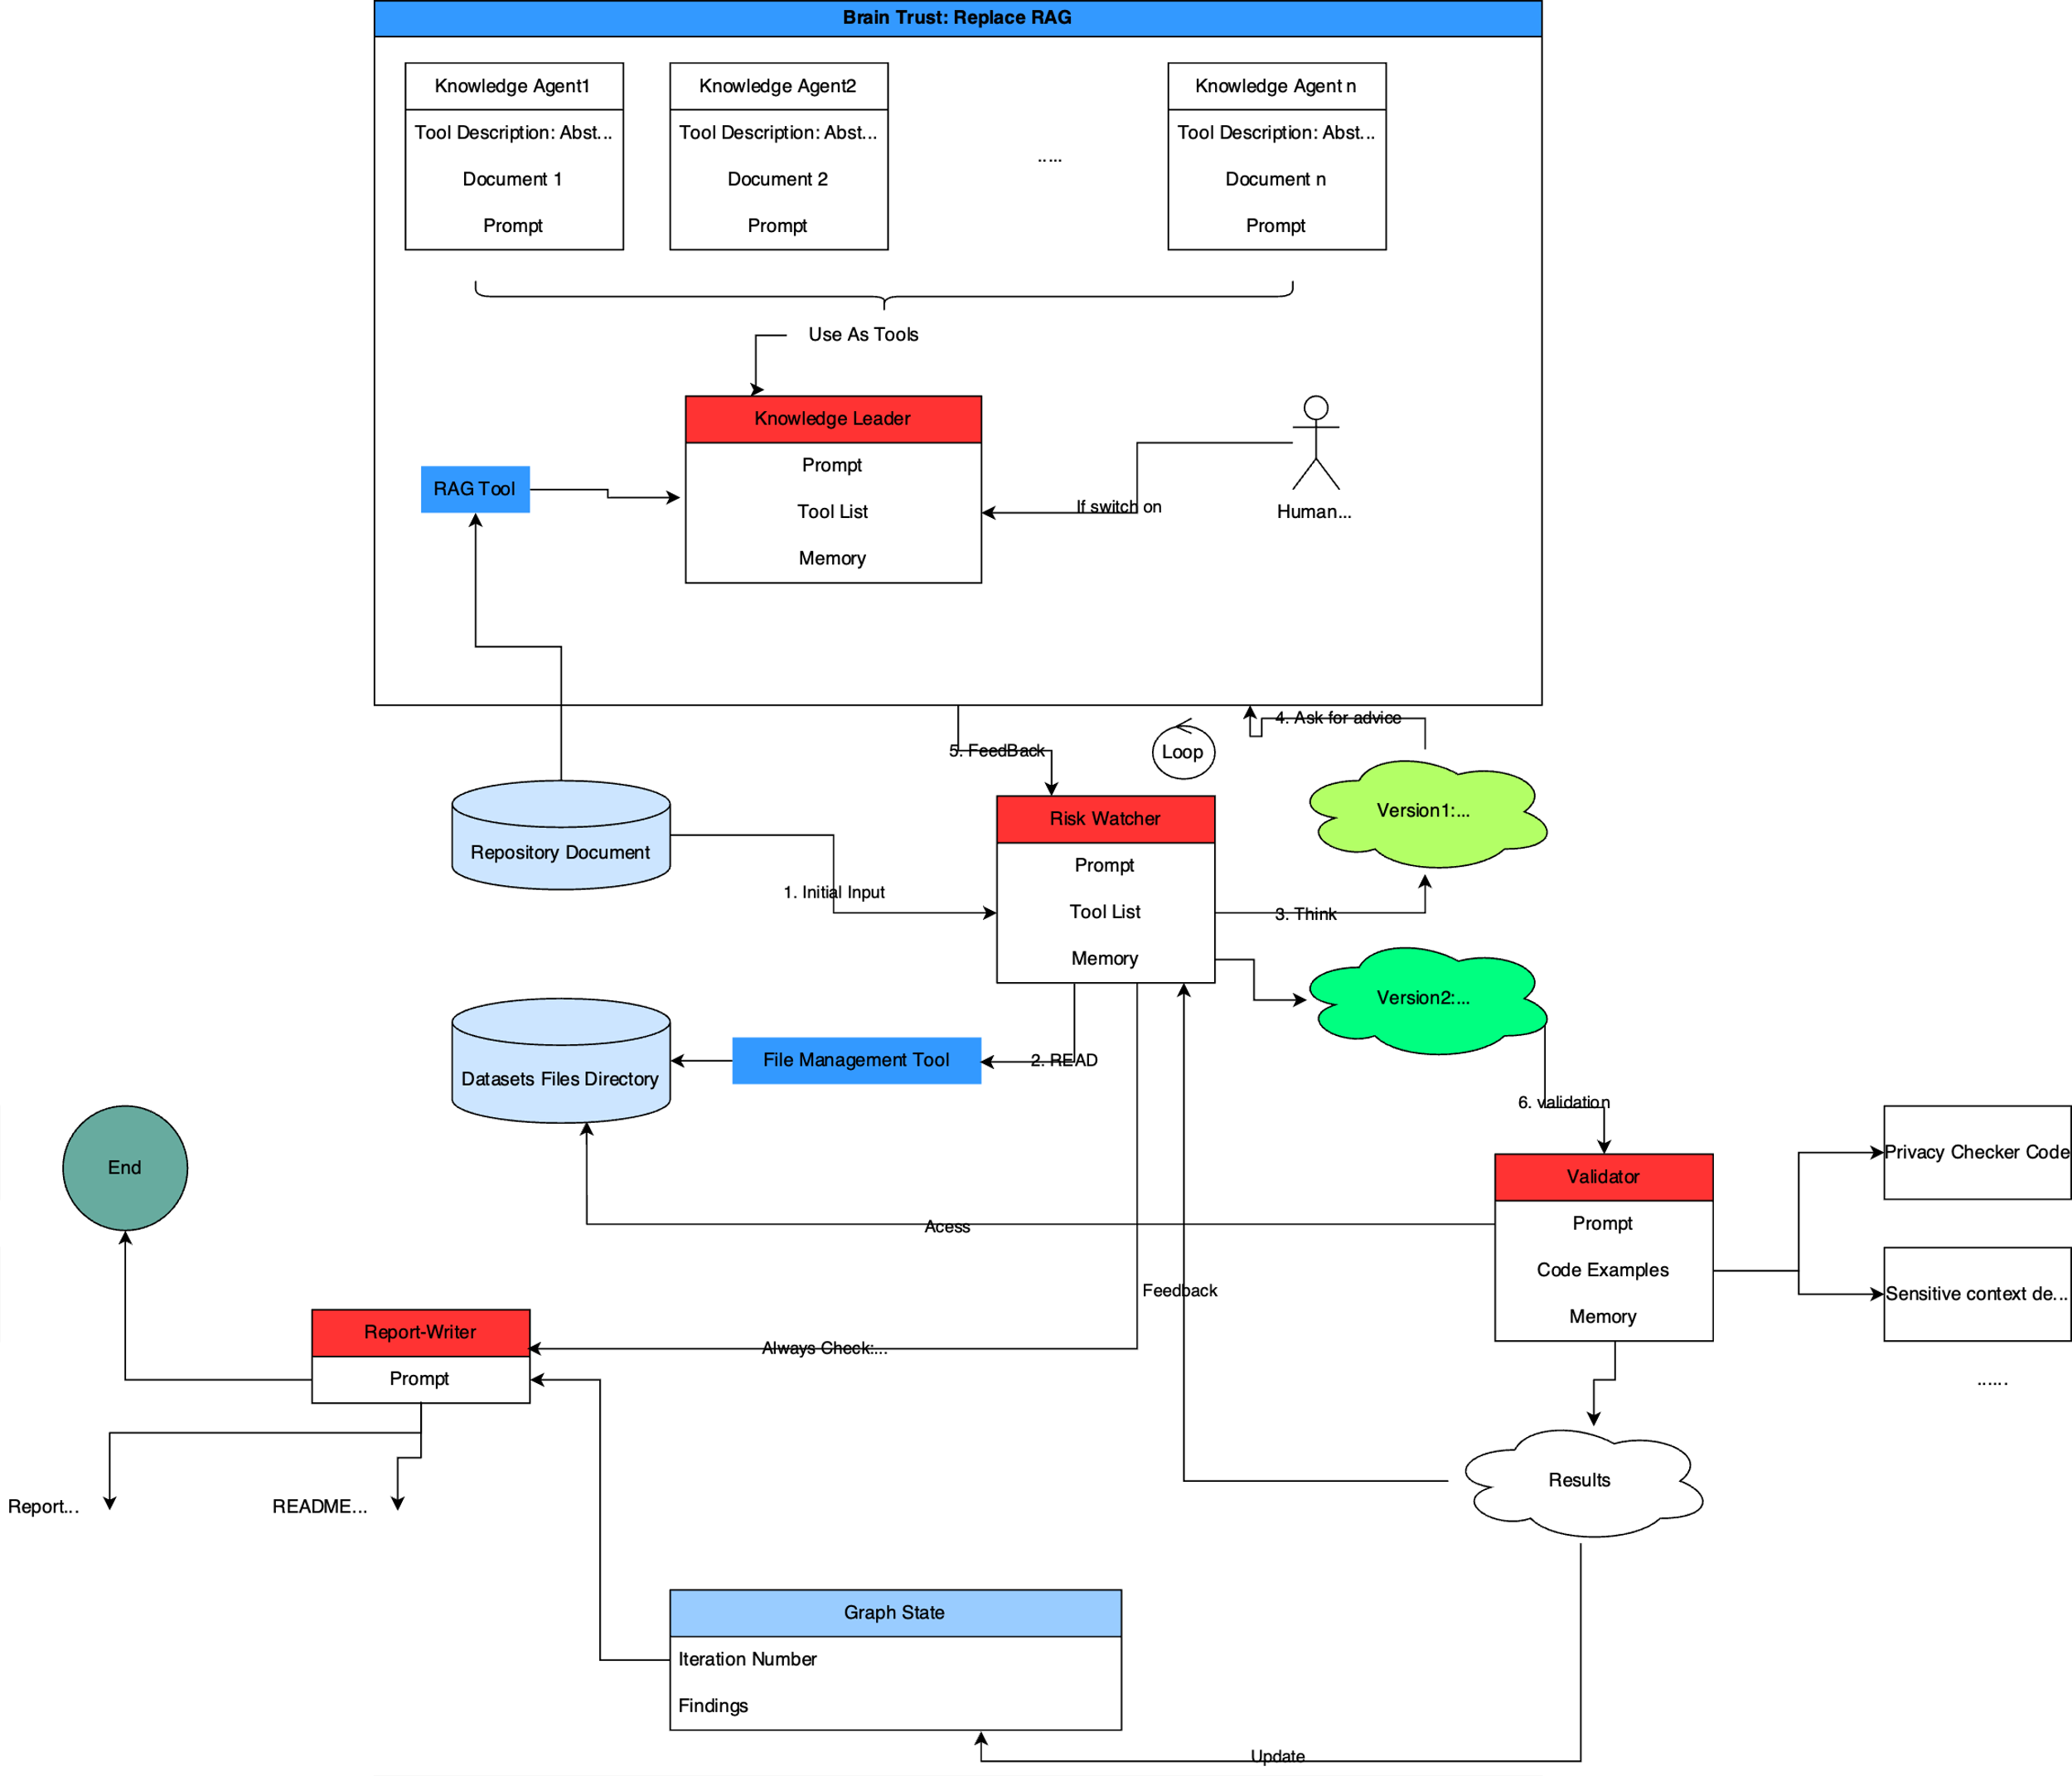 Brain Trust: Replace RAG
Knowledge Agent1
Tool Description: Abst...
Document 1
Prompt
Knowledge Agent2
Tool Description: Abst...
Document 2
Prompt
.....
Knowledge Agent n
Tool Description: Abst...
Document n
Prompt
Use As Tools
Knowledge Leader
Prompt
Tool List
Memory
RAG Tool
If switch on
Human...
4. Ask for advice
5. FeedBack
Loop
Version1:...
Repository Document
1. Initial Input
Risk Watcher
Prompt
Tool List
Memory
3. Think
Version2:...
Datasets Files Directory
File Management Tool
2. READ
6. validation
End
Validator
Prompt
Code Examples
Memory
Privacy Checker Code
Sensitive context de...
......
Acess
Feedback
Always Check:...
Report-Writer
Prompt
Report...
README...
Results
Graph State
Iteration Number
Findings
Update